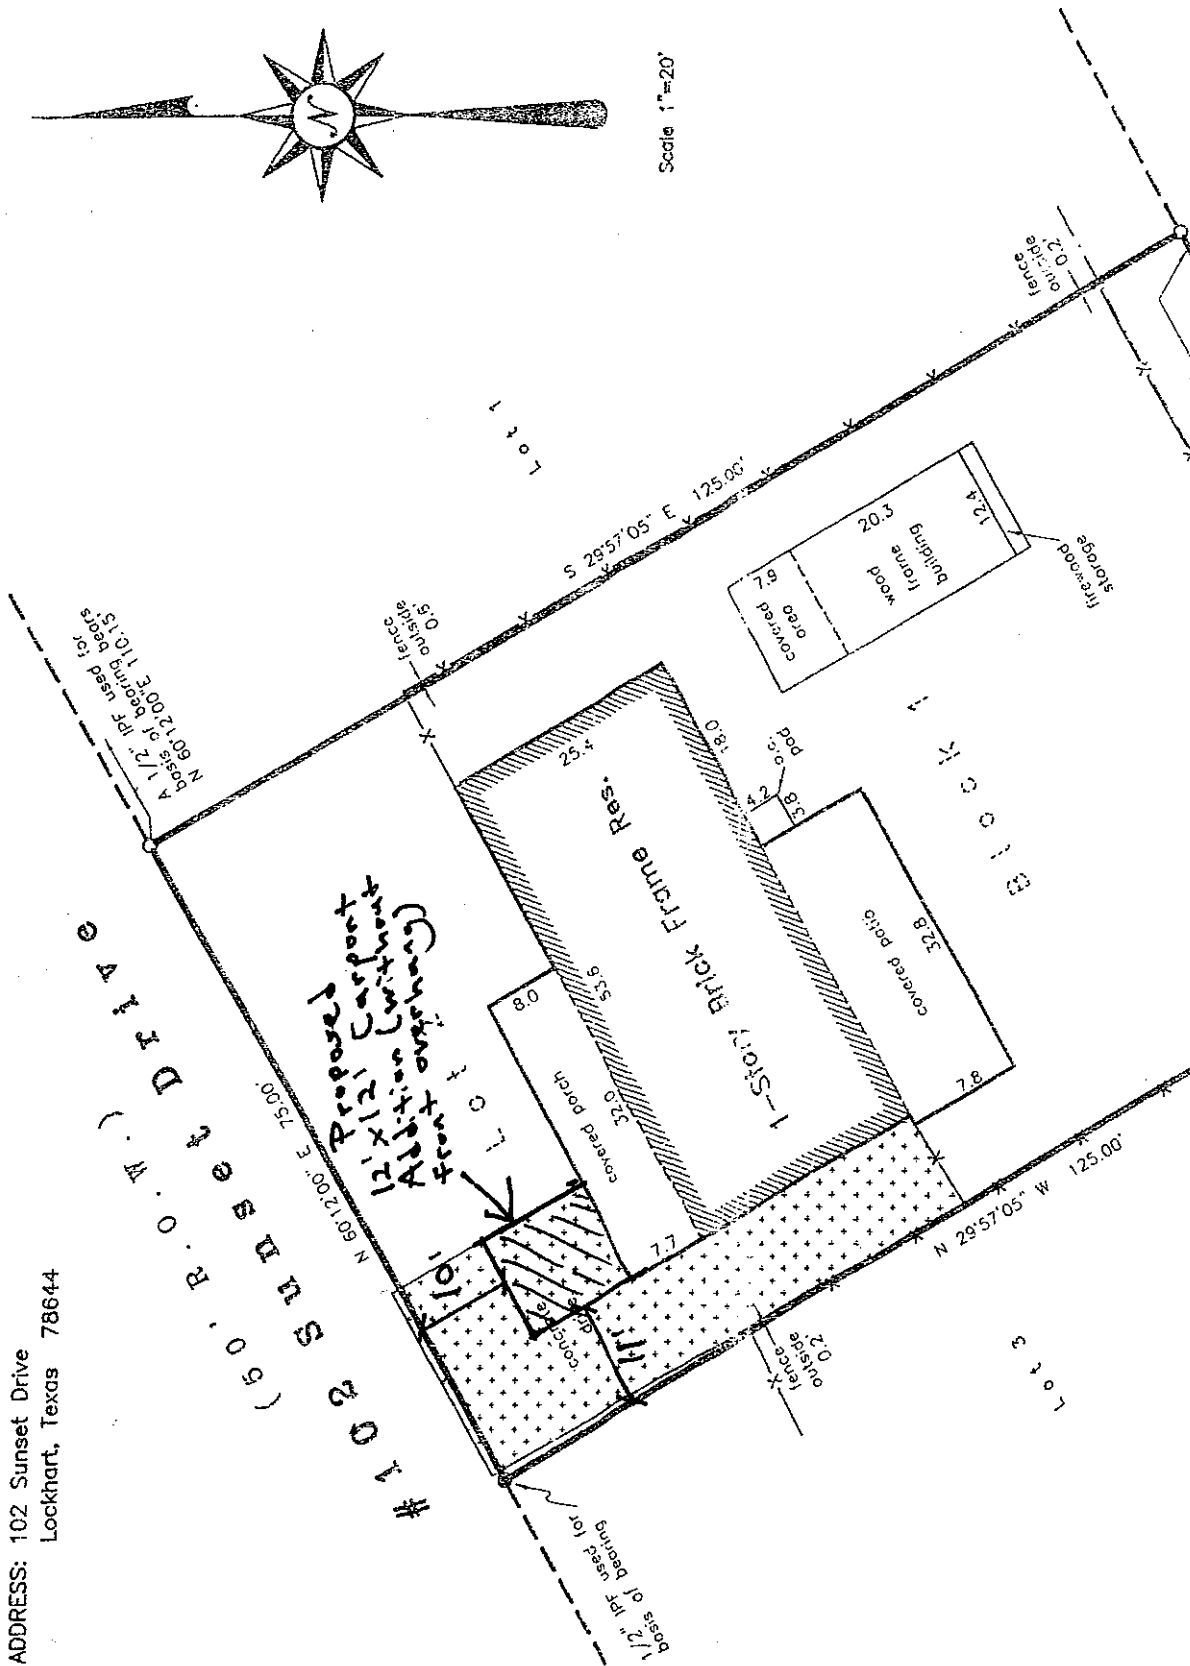 ADDRESS: 102 Sunset Drive
Lockhart, Texas 78644
N
Scale 1"=20'
#102 Sunset Drive
(50' R.O.W.)
N 60°12'00" E 75.00'
A 1/2" IPF used for
basis of bearing bears
N 60°12'00"E 110.15'
1/2" IPF used for
basis of bearing
Proposed
12'x12' Carport
Addition (without
front overhang)
10'
11'
concrete
drive
Lot
covered porch
8.0
32.0
7.7
53.6
25.4
1-Story Brick Frame Res.
18.0
4.2
3.8
pad
covered patio
32.8
7.8
Block 1
covered
area
7.9
wood
frame
building
20.3
12.4
firewood
storage
fence
outside
0.6'
S 29°57'05" E 125.00'
Lot 1
fence
outside
0.2'
N 29°57'05" W 125.00'
fence
outside
0.2'
Lot 3